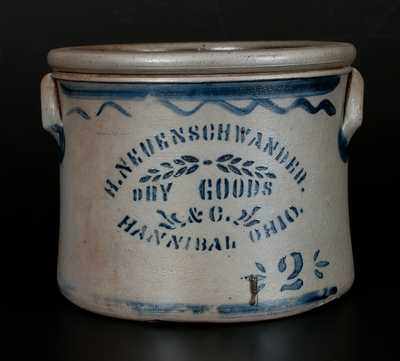 H. NEUENSCHWANDER.
DRY GOODS
& C.
HANNIBAL OHIO.
2